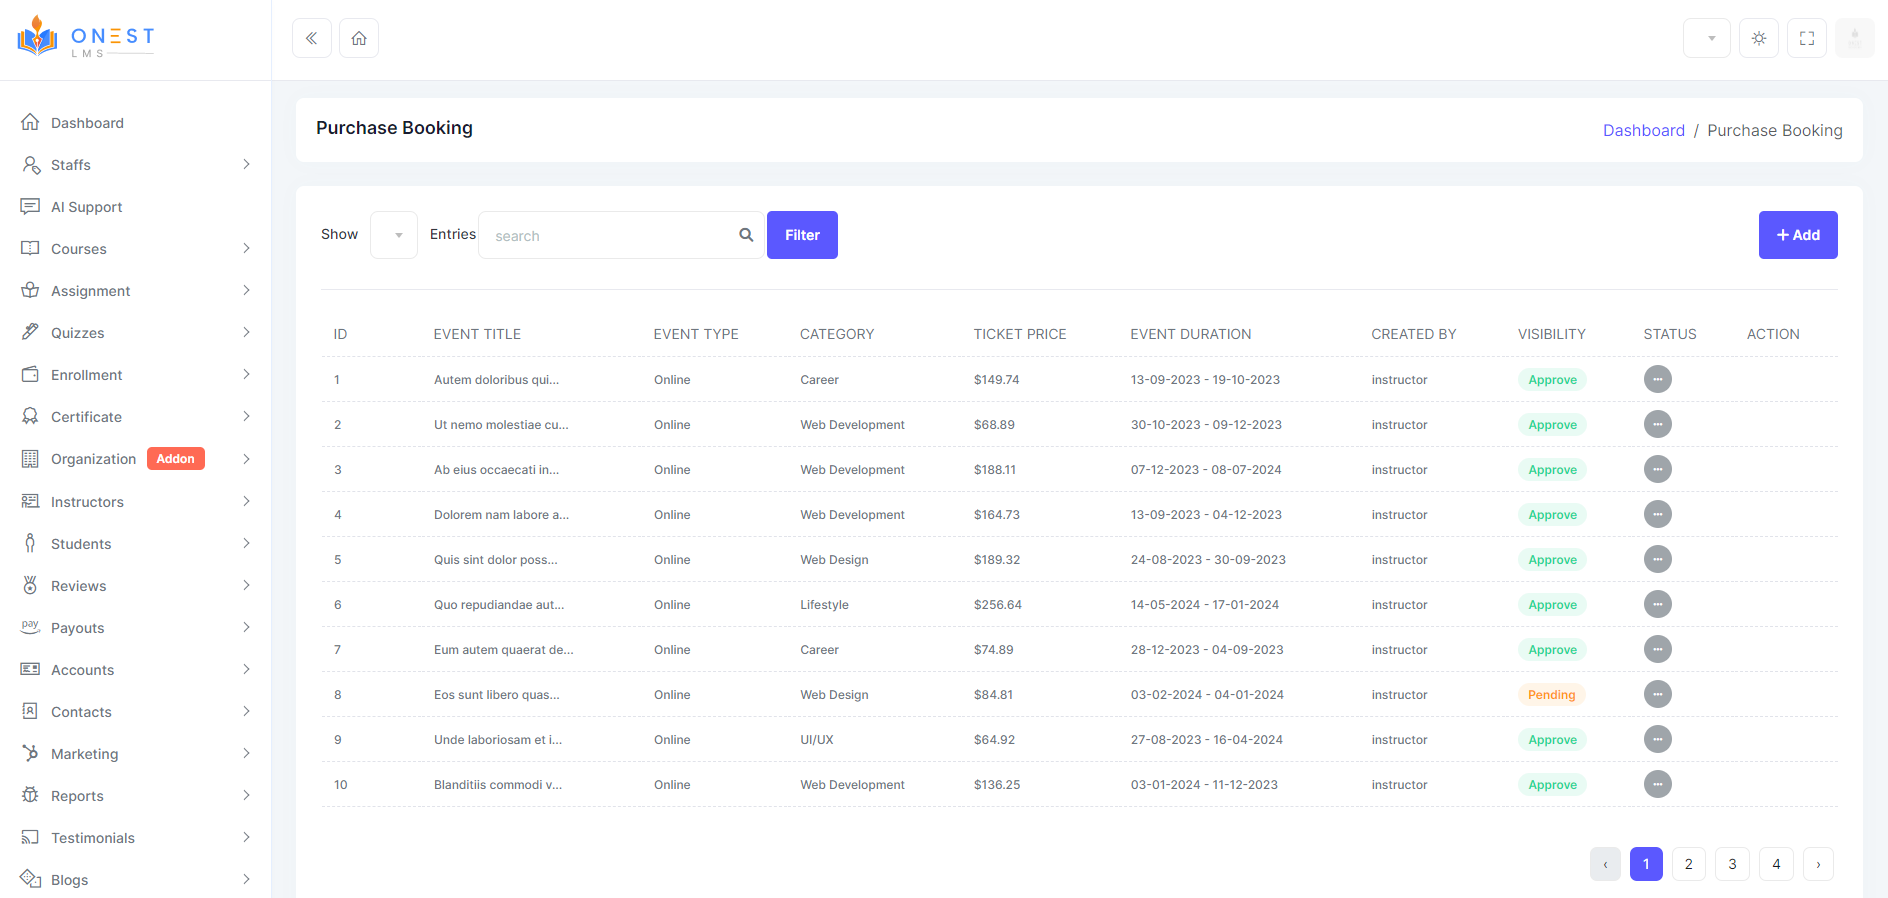 ONEST
LMS
Dashboard
Staffs
AI Support
Courses
Assignment
Quizzes
Enrollment
Certificate
Organization Addon
Instructors
Students
Reviews
pay Payouts
Accounts
Contacts
Marketing
Reports
Testimonials
Blogs
Purchase Booking
Dashboard / Purchase Booking
Show Entries search Filter + Add
ID EVENT TITLE EVENT TYPE CATEGORY TICKET PRICE EVENT DURATION CREATED BY VISIBILITY STATUS ACTION
1 Autem doloribus qui... Online Career $149.74 13-09-2023 - 19-10-2023 instructor Approve
2 Ut nemo molestiae cu... Online Web Development $68.89 30-10-2023 - 09-12-2023 instructor Approve
3 Ab eius occaecati in... Online Web Development $188.11 07-12-2023 - 08-07-2024 instructor Approve
4 Dolorem nam labore a... Online Web Development $164.73 13-09-2023 - 04-12-2023 instructor Approve
5 Quis sint dolor poss... Online Web Design $189.32 24-08-2023 - 30-09-2023 instructor Approve
6 Quo repudiandae aut... Online Lifestyle $256.64 14-05-2024 - 17-01-2024 instructor Approve
7 Eum autem quaerat de... Online Career $74.89 28-12-2023 - 04-09-2023 instructor Approve
8 Eos sunt libero quas... Online Web Design $84.81 03-02-2024 - 04-01-2024 instructor Pending
9 Unde laboriosam et i... Online UI/UX $64.92 27-08-2023 - 16-04-2024 instructor Approve
10 Blanditiis commodi v... Online Web Development $136.25 03-01-2024 - 11-12-2023 instructor Approve
‹ 1 2 3 4 ›